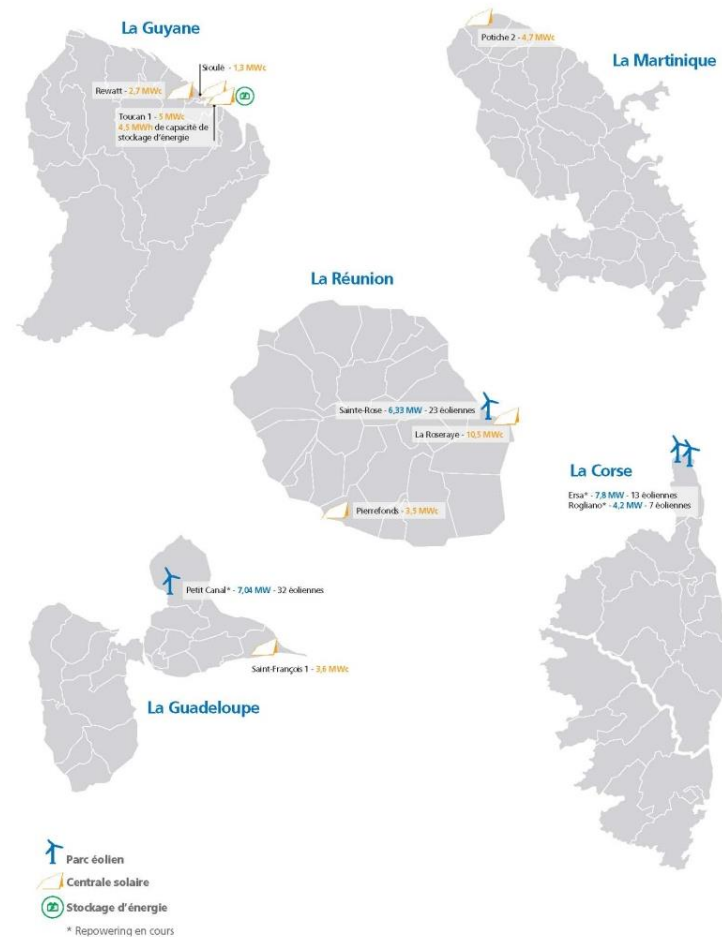 La Guyane
Sioulé - 1,3 MWc
Rewatt - 2,7 MWc
Toucan 1 - 5 MWc
4,5 MWh de capacité de
stockage d'énergie
Potiche 2 - 4,7 MWc
La Martinique
La Réunion
Sainte-Rose - 6,33 MW - 23 éoliennes
La Roseraye - 10,5 MWc
Pierrefonds - 3,5 MWc
La Corse
Ersa* - 7,8 MW - 13 éoliennes
Rogliano* - 4,2 MW - 7 éoliennes
Petit Canal* - 7,04 MW - 32 éoliennes
Saint-François 1 - 3,6 MWc
La Guadeloupe
Parc éolien
Centrale solaire
Stockage d'énergie
* Repowering en cours